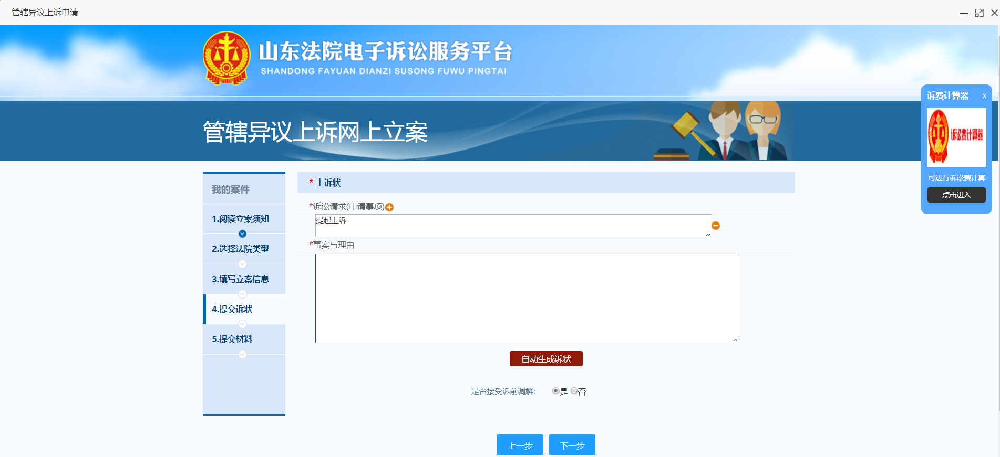 管辖异议上诉申请
山东法院电子诉讼服务平台
SHANDONG FAYUAN DIANZI SUSONG FUWU PINGTAI
管辖异议上诉网上立案
诉费计算器 x
诉讼费计算器
可进行诉讼费计算
点击进入
我的案件
1.阅读立案须知
2.选择法院类型
3.填写立案信息
4.提交诉状
5.提交材料
* 上诉状
*诉讼请求(申请事项)
提起上诉
*事实与理由
自动生成诉状
是否接受诉前调解： 是 否
上一步 下一步